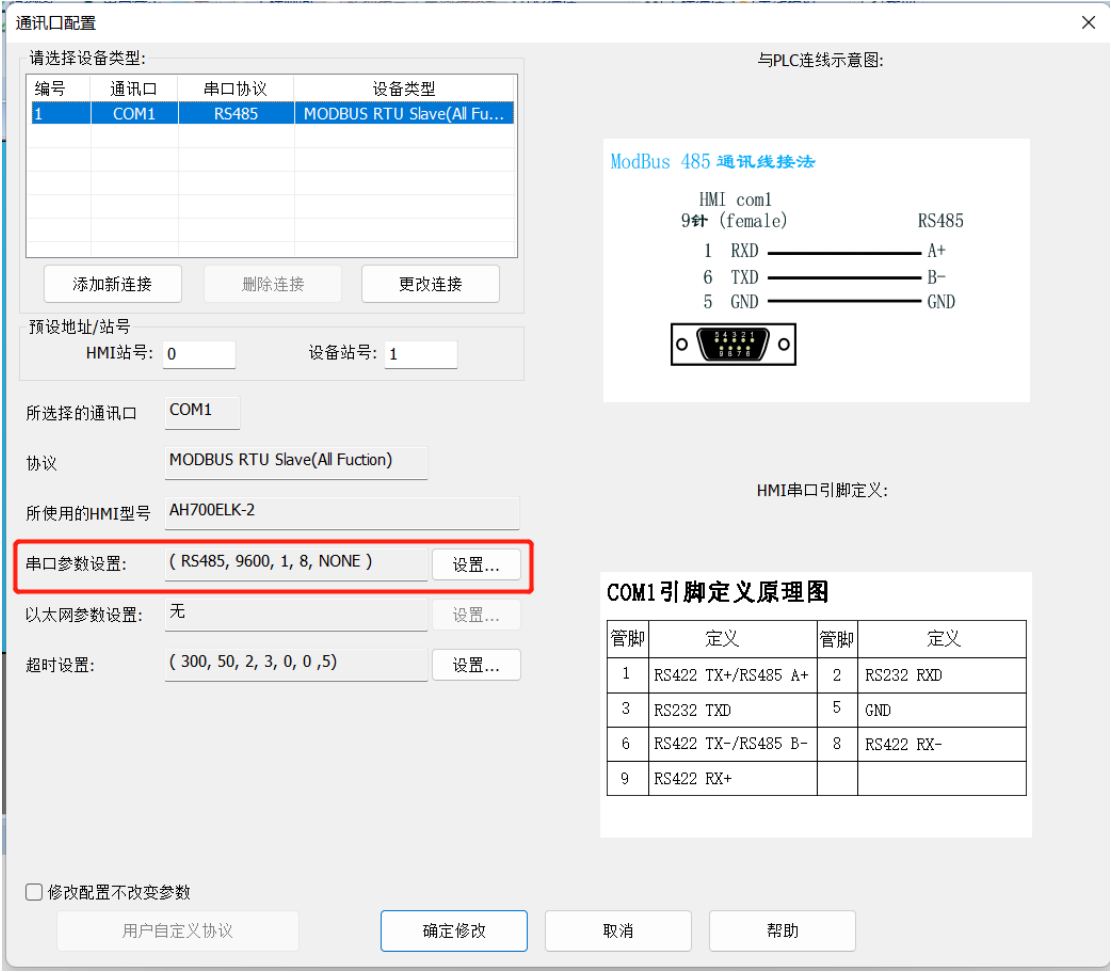 通讯口配置
请选择设备类型:
编号 通讯口 串口协议 设备类型
1 COM1 RS485 MODBUS RTU Slave(All Fu...
添加新连接 删除连接 更改连接
预设地址/站号
HMI站号: 0 设备站号: 1
所选择的通讯口 COM1
协议 MODBUS RTU Slave(All Fuction)
所使用的HMI型号 AH700ELK-2
串口参数设置: ( RS485, 9600, 1, 8, NONE ) 设置...
以太网参数设置: 无 设置...
超时设置: ( 300, 50, 2, 3, 0, 0 ,5) 设置...
修改配置不改变参数
用户自定义协议 确定修改 取消 帮助
与PLC连线示意图:
ModBus 485 通讯线接法
HMI com1
9针 (female) RS485
1 RXD A+
6 TXD B-
5 GND GND
5 4 3 2 1
9 8 7 6
HMI串口引脚定义:
COM1引脚定义原理图
管脚 定义 管脚 定义
1 RS422 TX+/RS485 A+ 2 RS232 RXD
3 RS232 TXD 5 GND
6 RS422 TX-/RS485 B- 8 RS422 RX-
9 RS422 RX+